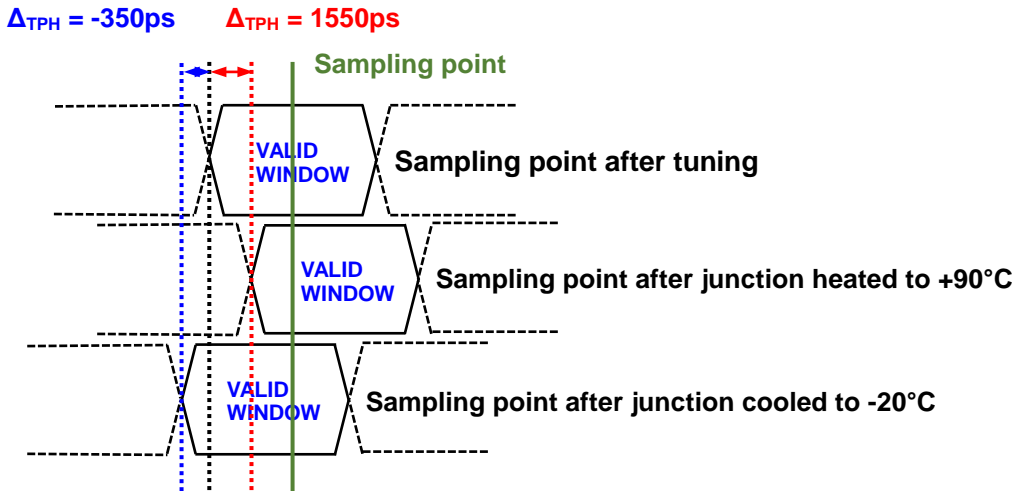 ΔTPH = -350ps
ΔTPH = 1550ps
Sampling point
VALID
WINDOW
Sampling point after tuning
VALID
WINDOW
Sampling point after junction heated to +90°C
VALID
WINDOW
Sampling point after junction cooled to -20°C